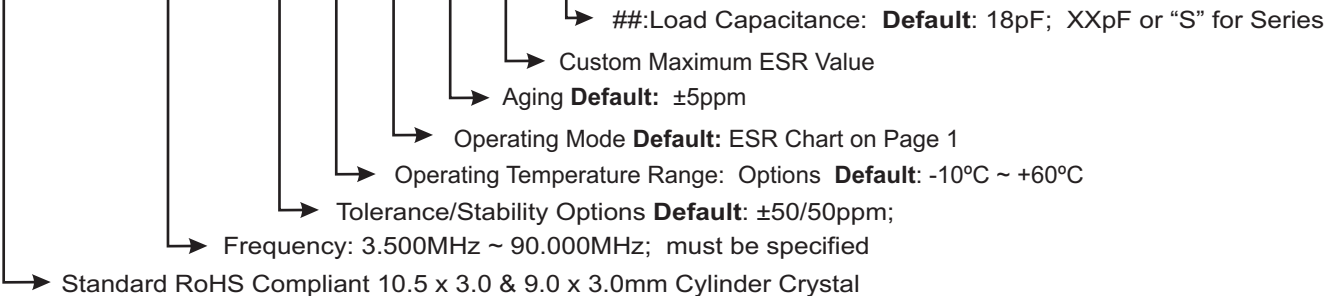 ##:Load Capacitance: Default: 18pF; XXpF or “S” for Series
Custom Maximum ESR Value
Aging Default: ±5ppm
Operating Mode Default: ESR Chart on Page 1
Operating Temperature Range: Options Default: -10ºC ~ +60ºC
Tolerance/Stability Options Default: ±50/50ppm;
Frequency: 3.500MHz ~ 90.000MHz; must be specified
Standard RoHS Compliant 10.5 x 3.0 & 9.0 x 3.0mm Cylinder Crystal